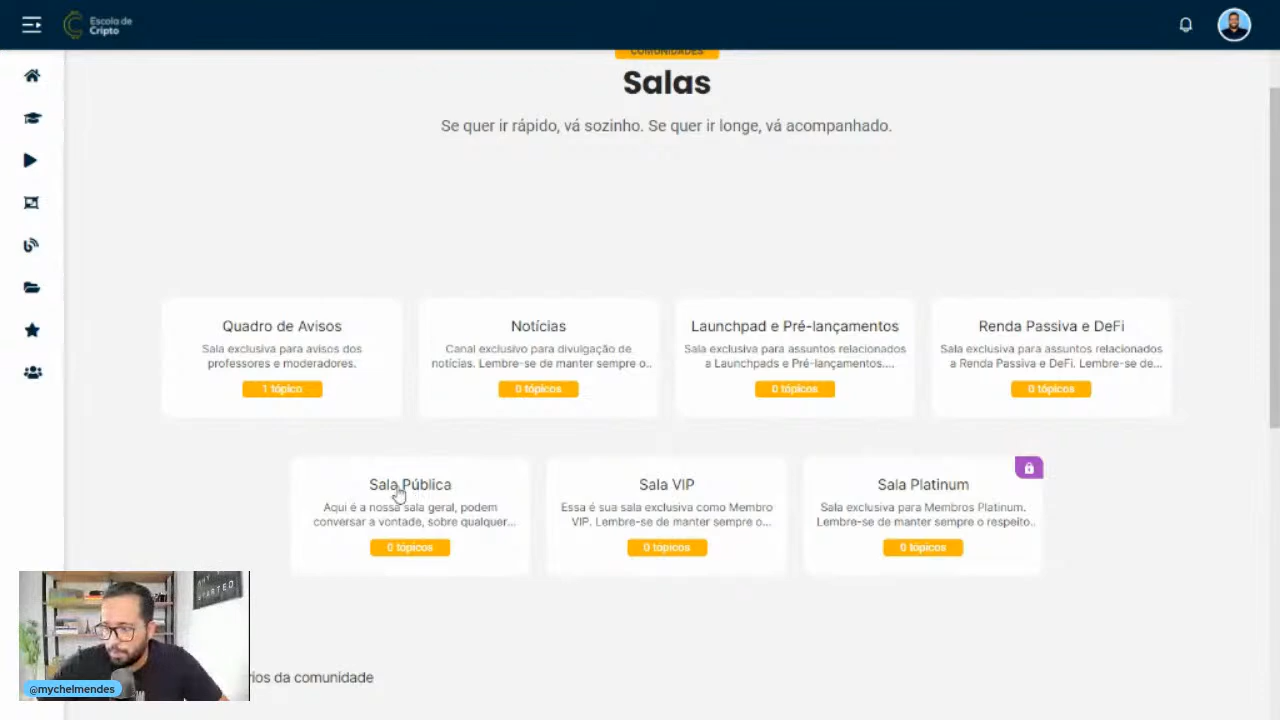 Escola de
Cripto
COMUNIDADES
Salas
Se quer ir rápido, vá sozinho. Se quer ir longe, vá acompanhado.
Quadro de Avisos
Sala exclusiva para avisos dos
professores e moderadores.
1 tópico
Notícias
Canal exclusivo para divulgação de
notícias. Lembre-se de manter sempre o..
0 tópicos
Launchpad e Pré-lançamentos
Sala exclusiva para assuntos relacionados
a Launchpads e Pré-lançamentos....
0 tópicos
Renda Passiva e DeFi
Sala exclusiva para assuntos relacionados
a Renda Passiva e DeFi. Lembre-se de...
0 tópicos
Sala Pública
Aqui é a nossa sala geral, podem
conversar a vontade, sobre qualquer...
0 tópicos
Sala VIP
Essa é sua sala exclusiva como Membro
VIP. Lembre-se de manter sempre o...
0 tópicos
Sala Platinum
Sala exclusiva para Membros Platinum.
Lembre-se de manter sempre o respeito..
0 tópicos
STARTED
@mychelmendes
rios da comunidade